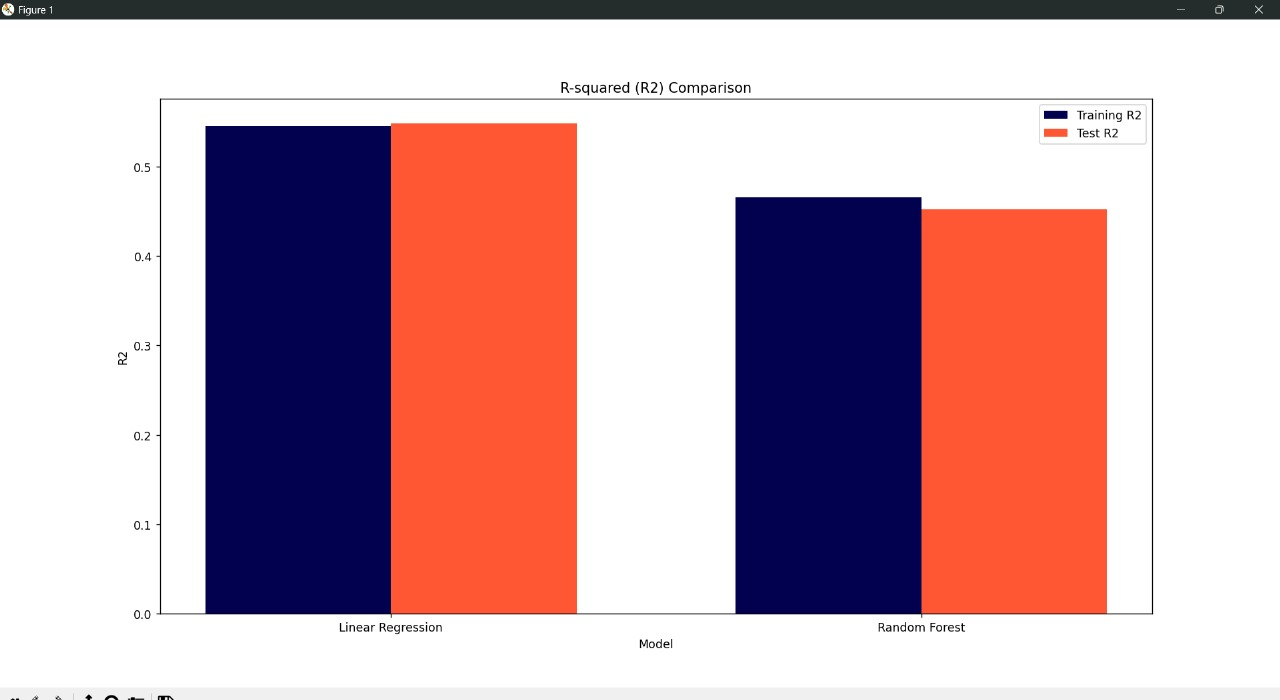 Figure 1
R-squared (R2) Comparison
Training R2
Test R2
0.5
0.4
0.3
0.2
0.1
0.0
R2
Linear Regression
Random Forest
Model